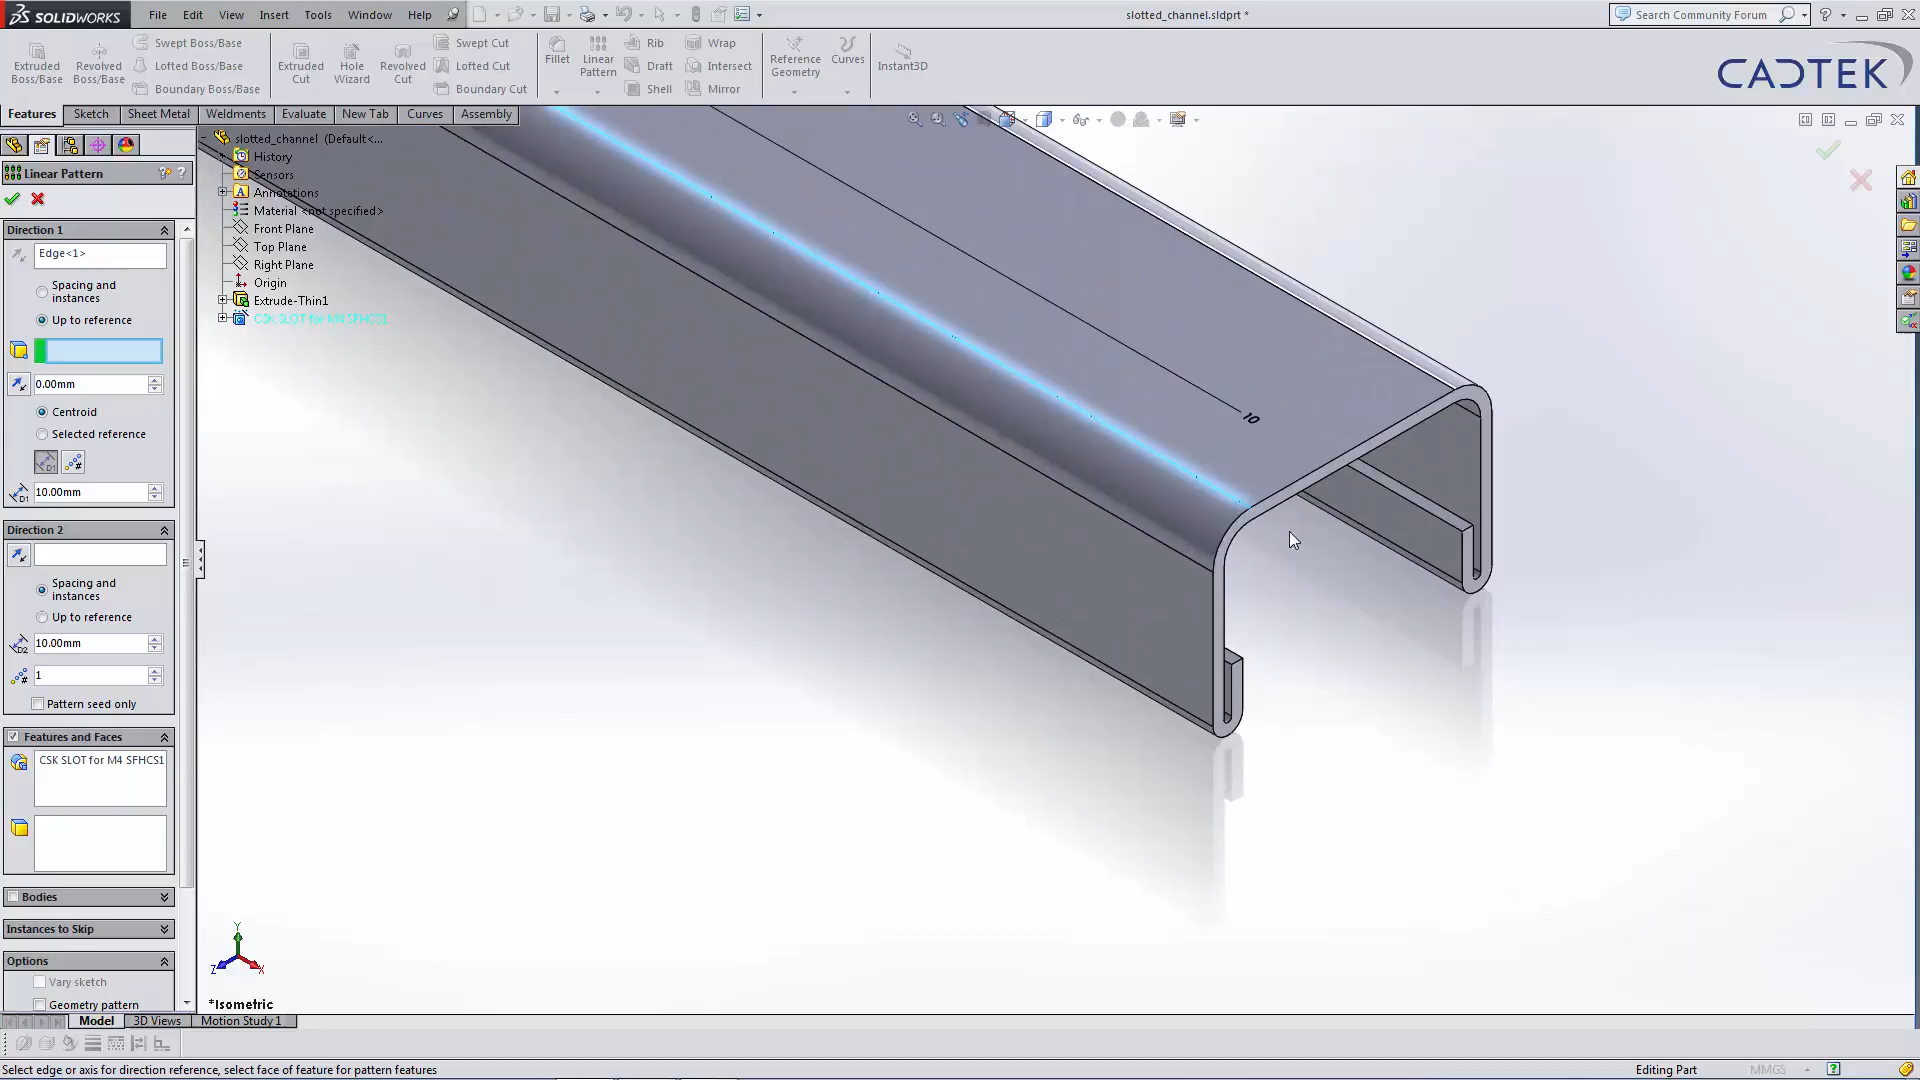 SOLIDWORKS File Edit View Insert Tools Window Help slotted_channel.sldprt * Search Community Forum
Extruded Boss/Base
Revolved Boss/Base
Swept Boss/Base
Lofted Boss/Base
Boundary Boss/Base
Extruded Cut
Hole Wizard
Revolved Cut
Swept Cut
Lofted Cut
Boundary Cut
Fillet
Linear Pattern
Rib
Draft
Shell
Wrap
Intersect
Mirror
Reference Geometry
Curves
Instant3D
CADTEK
Features Sketch Sheet Metal Weldments Evaluate New Tab Curves Assembly
Linear Pattern
Direction 1
Edge<1>
Spacing and instances
Up to reference
0.00mm
Centroid
Selected reference
D1
10.00mm
Direction 2
Spacing and instances
Up to reference
10.00mm
1
Pattern seed only
Features and Faces
CSK SLOT for M4 SFHCS1
Bodies
Instances to Skip
Options
Vary sketch
Geometry pattern
slotted_channel (Default<...
History
Sensors
Annotations
Material <not specified>
Front Plane
Top Plane
Right Plane
Origin
Extrude-Thin1
CSK SLOT for M4 SFHCS1
10
Y
Z
X
*Isometric
Model 3D Views Motion Study 1
Select edge or axis for direction reference, select face of feature for pattern features Editing Part MMGS